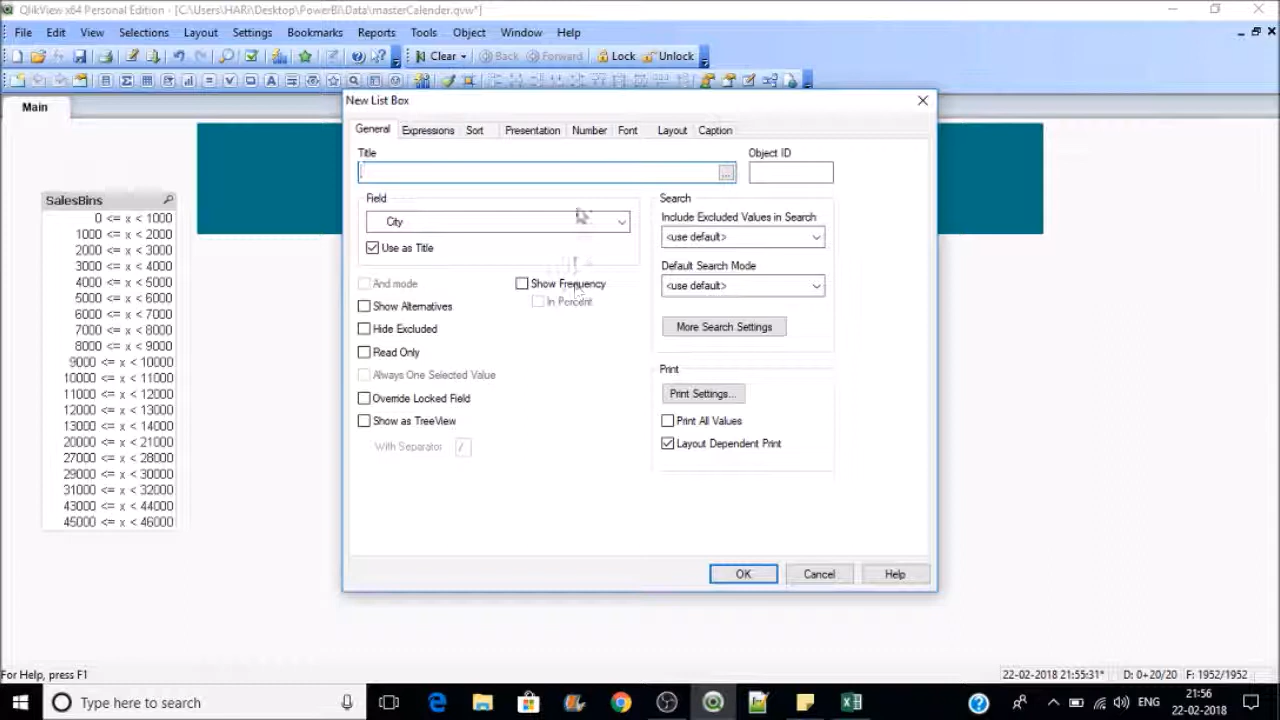 QlikView x64 Personal Edition - [C:\Users\HARi\Desktop\PowerBi\Data\masterCalender.qvw*]
File Edit View Selections Layout Settings Bookmarks Reports Tools Object Window Help
Clear Back Forward Lock Unlock
Main
New List Box
General Expressions Sort Presentation Number Font Layout Caption
Title Object ID
...
Field
City
Use as Title
And mode
Show Alternatives
Hide Excluded
Read Only
Always One Selected Value
Override Locked Field
Show as TreeView
With Separator /
Show Frequency
In Percent
Search
Include Excluded Values in Search
<use default>
Default Search Mode
<use default>
More Search Settings
Print
Print Settings...
Print All Values
Layout Dependent Print
OK Cancel Help
SalesBins
0 <= x < 1000
1000 <= x < 2000
2000 <= x < 3000
3000 <= x < 4000
4000 <= x < 5000
5000 <= x < 6000
6000 <= x < 7000
7000 <= x < 8000
8000 <= x < 9000
9000 <= x < 10000
10000 <= x < 11000
11000 <= x < 12000
12000 <= x < 13000
13000 <= x < 14000
20000 <= x < 21000
27000 <= x < 28000
29000 <= x < 30000
31000 <= x < 32000
43000 <= x < 44000
45000 <= x < 46000
For Help, press F1
22-02-2018 21:55:31* D: 0+20/20 F: 1952/1952
Type here to search
ENG
21:56
22-02-2018